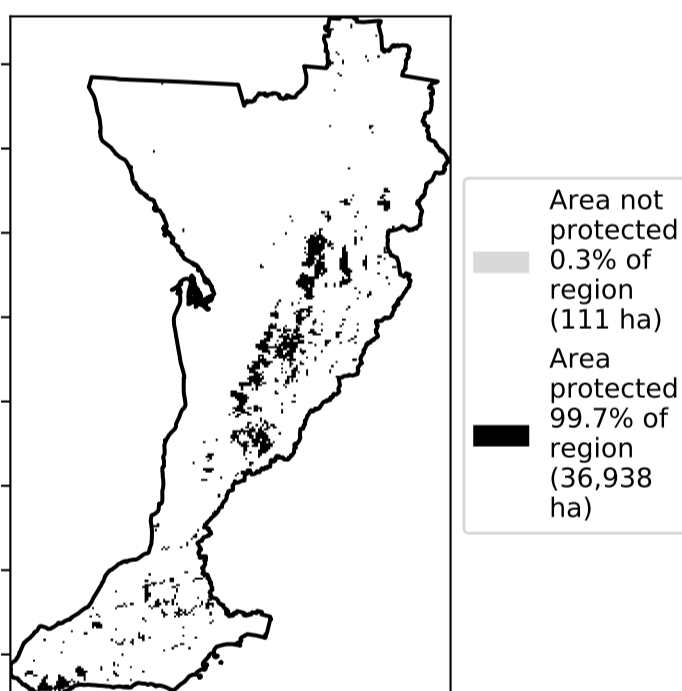 Area not
protected
0.3% of
region
(111 ha)
Area
protected
99.7% of
region
(36,938
ha)